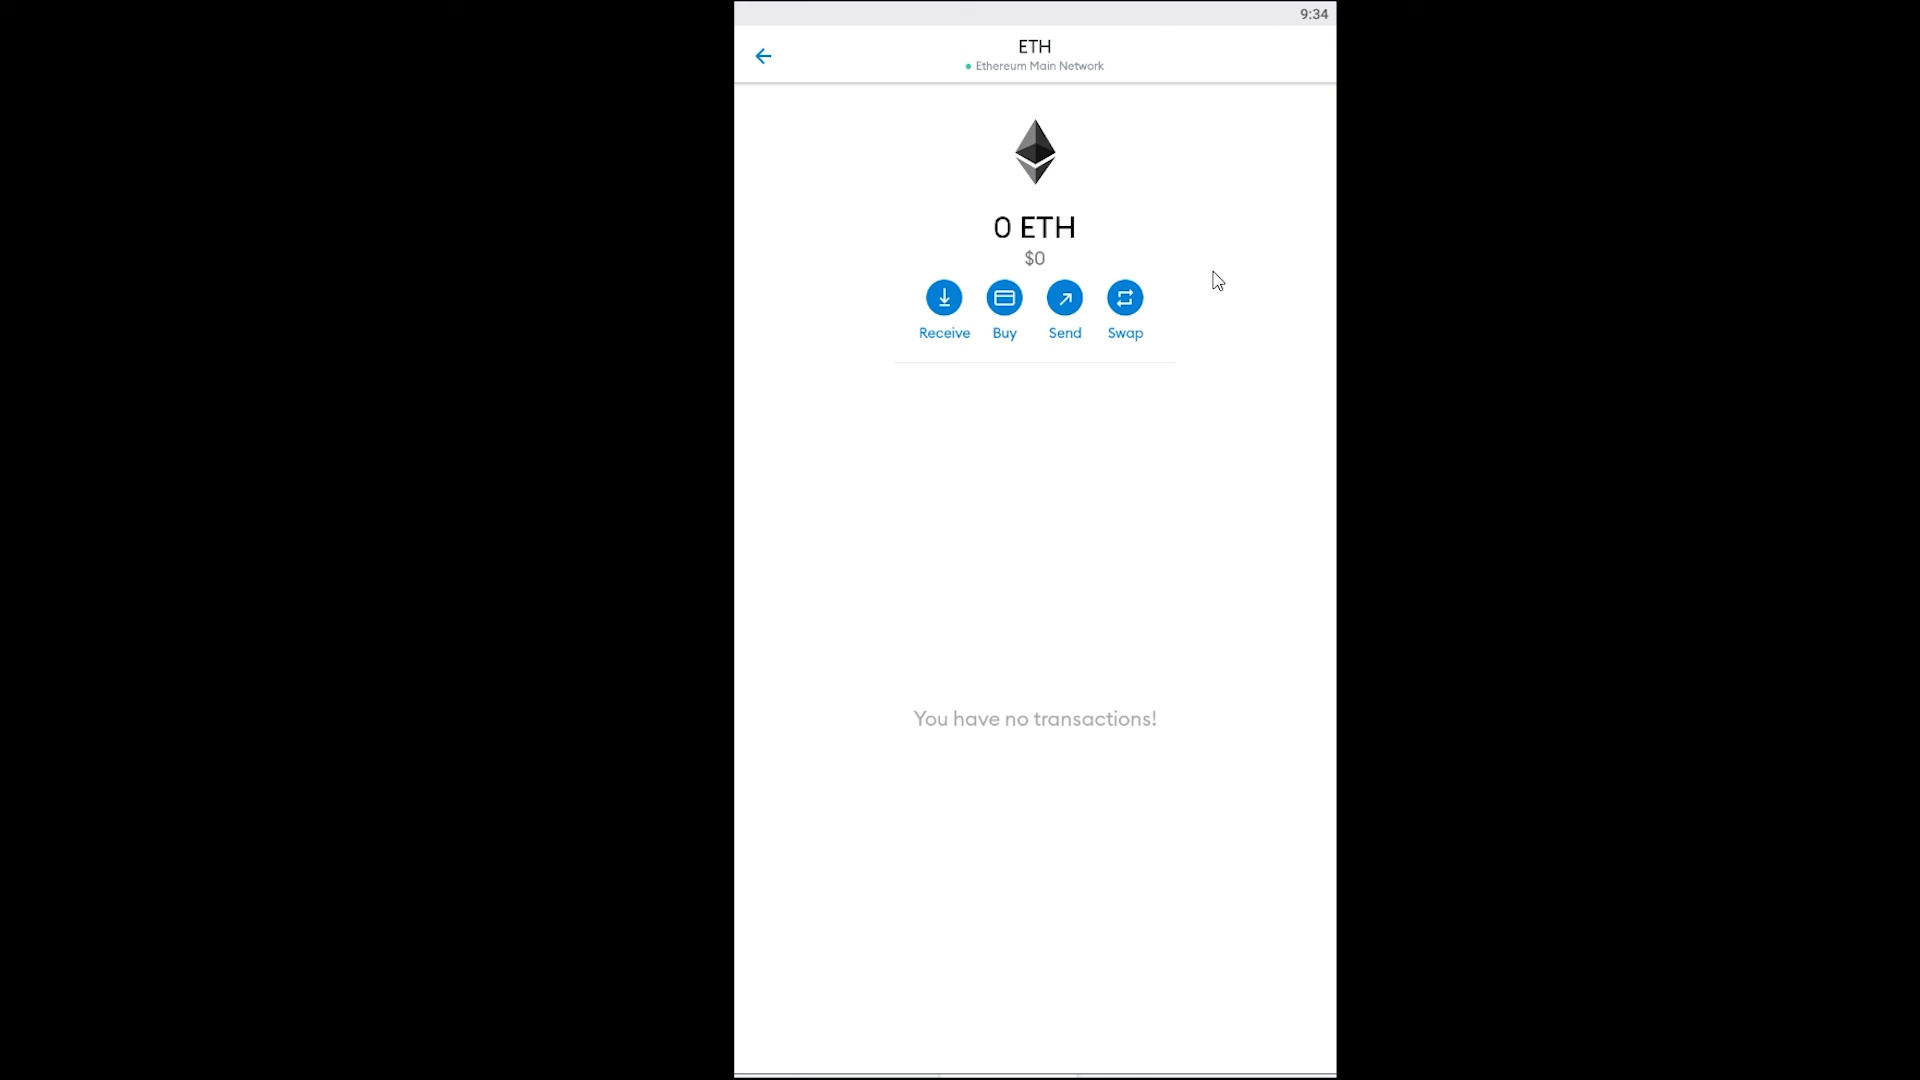 9:34
ETH
Ethereum Main Network
0 ETH
$0
Receive Buy Send Swap
You have no transactions!